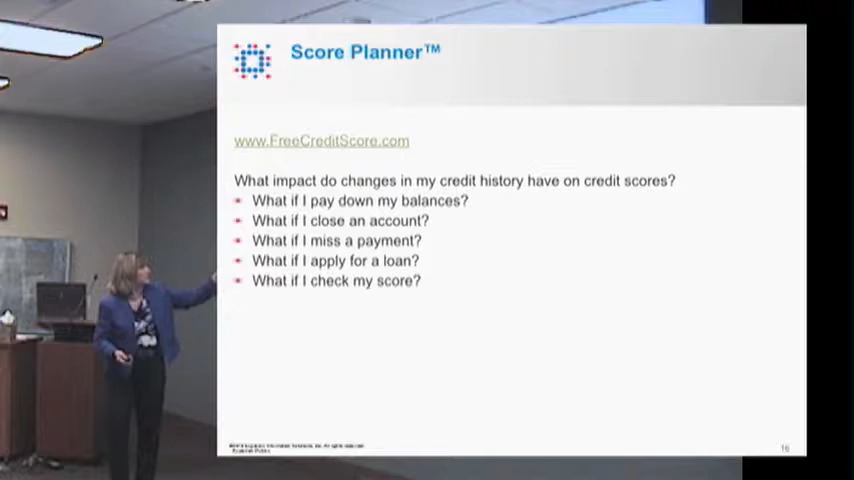 Score Planner™
www.FreeCreditScore.com
What impact do changes in my credit history have on credit scores?
What if I pay down my balances?
What if I close an account?
What if I miss a payment?
What if I apply for a loan?
What if I check my score?
16